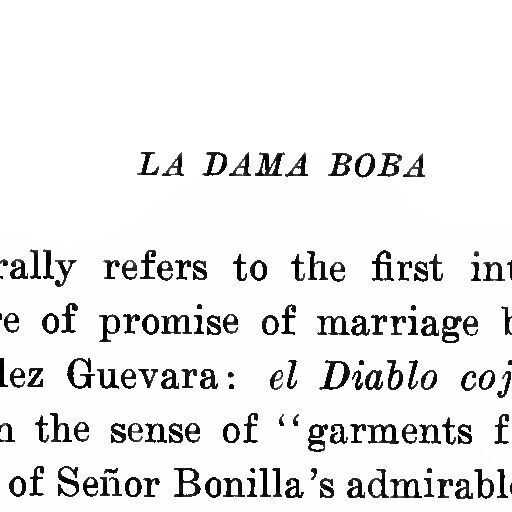 LA DAMA BOBA
rally refers to the first int
re of promise of marriage b
lez Guevara: el Diablo coj
n the sense of “garments f
of Señor Bonilla's admirabl